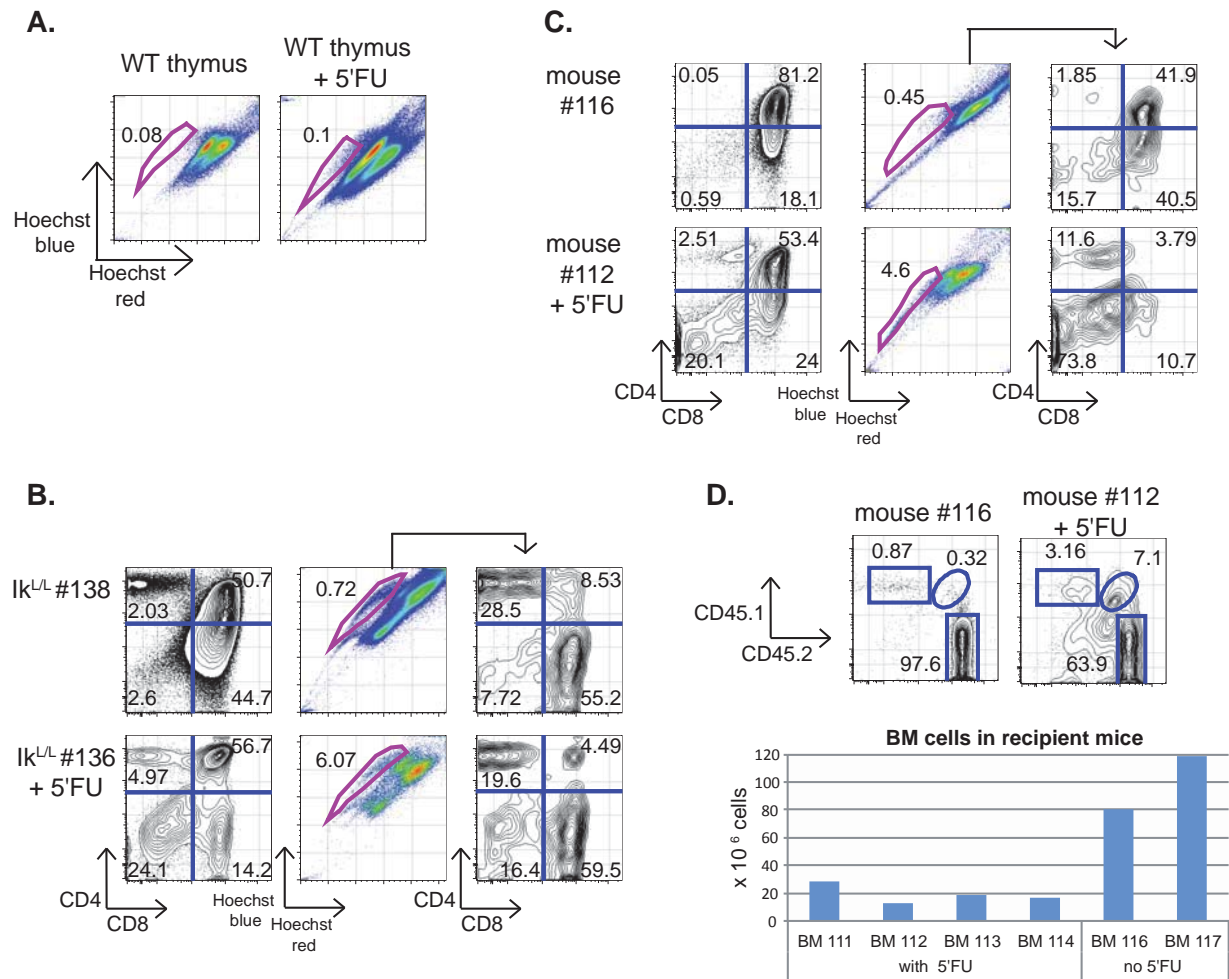 A.
WT thymus
WT thymus
+ 5'FU
0.08
0.1
Hoechst
blue
Hoechst
red
B.
Ik^L/L #138
50.7
2.03
2.6
44.7
0.72
8.53
28.5
7.72
55.2
Ik^L/L #136
+ 5'FU
56.7
4.97
24.1
14.2
6.07
4.49
19.6
16.4
59.5
CD4
CD8
Hoechst
blue
Hoechst
red
CD4
CD8
C.
mouse
#116
0.05
81.2
0.59
18.1
0.45
1.85
41.9
15.7
40.5
mouse
#112
+ 5'FU
2.51
53.4
20.1
24
4.6
11.6
3.79
73.8
10.7
CD4
CD8
Hoechst
blue
Hoechst
red
CD4
CD8
D.
mouse #116
mouse #112
+ 5'FU
0.87
0.32
97.6
3.16
7.1
63.9
CD45.1
CD45.2
BM cells in recipient mice
x 10^6 cells
120
100
80
60
40
20
0
BM 111
BM 112
BM 113
BM 114
BM 116
BM 117
with 5'FU
no 5'FU